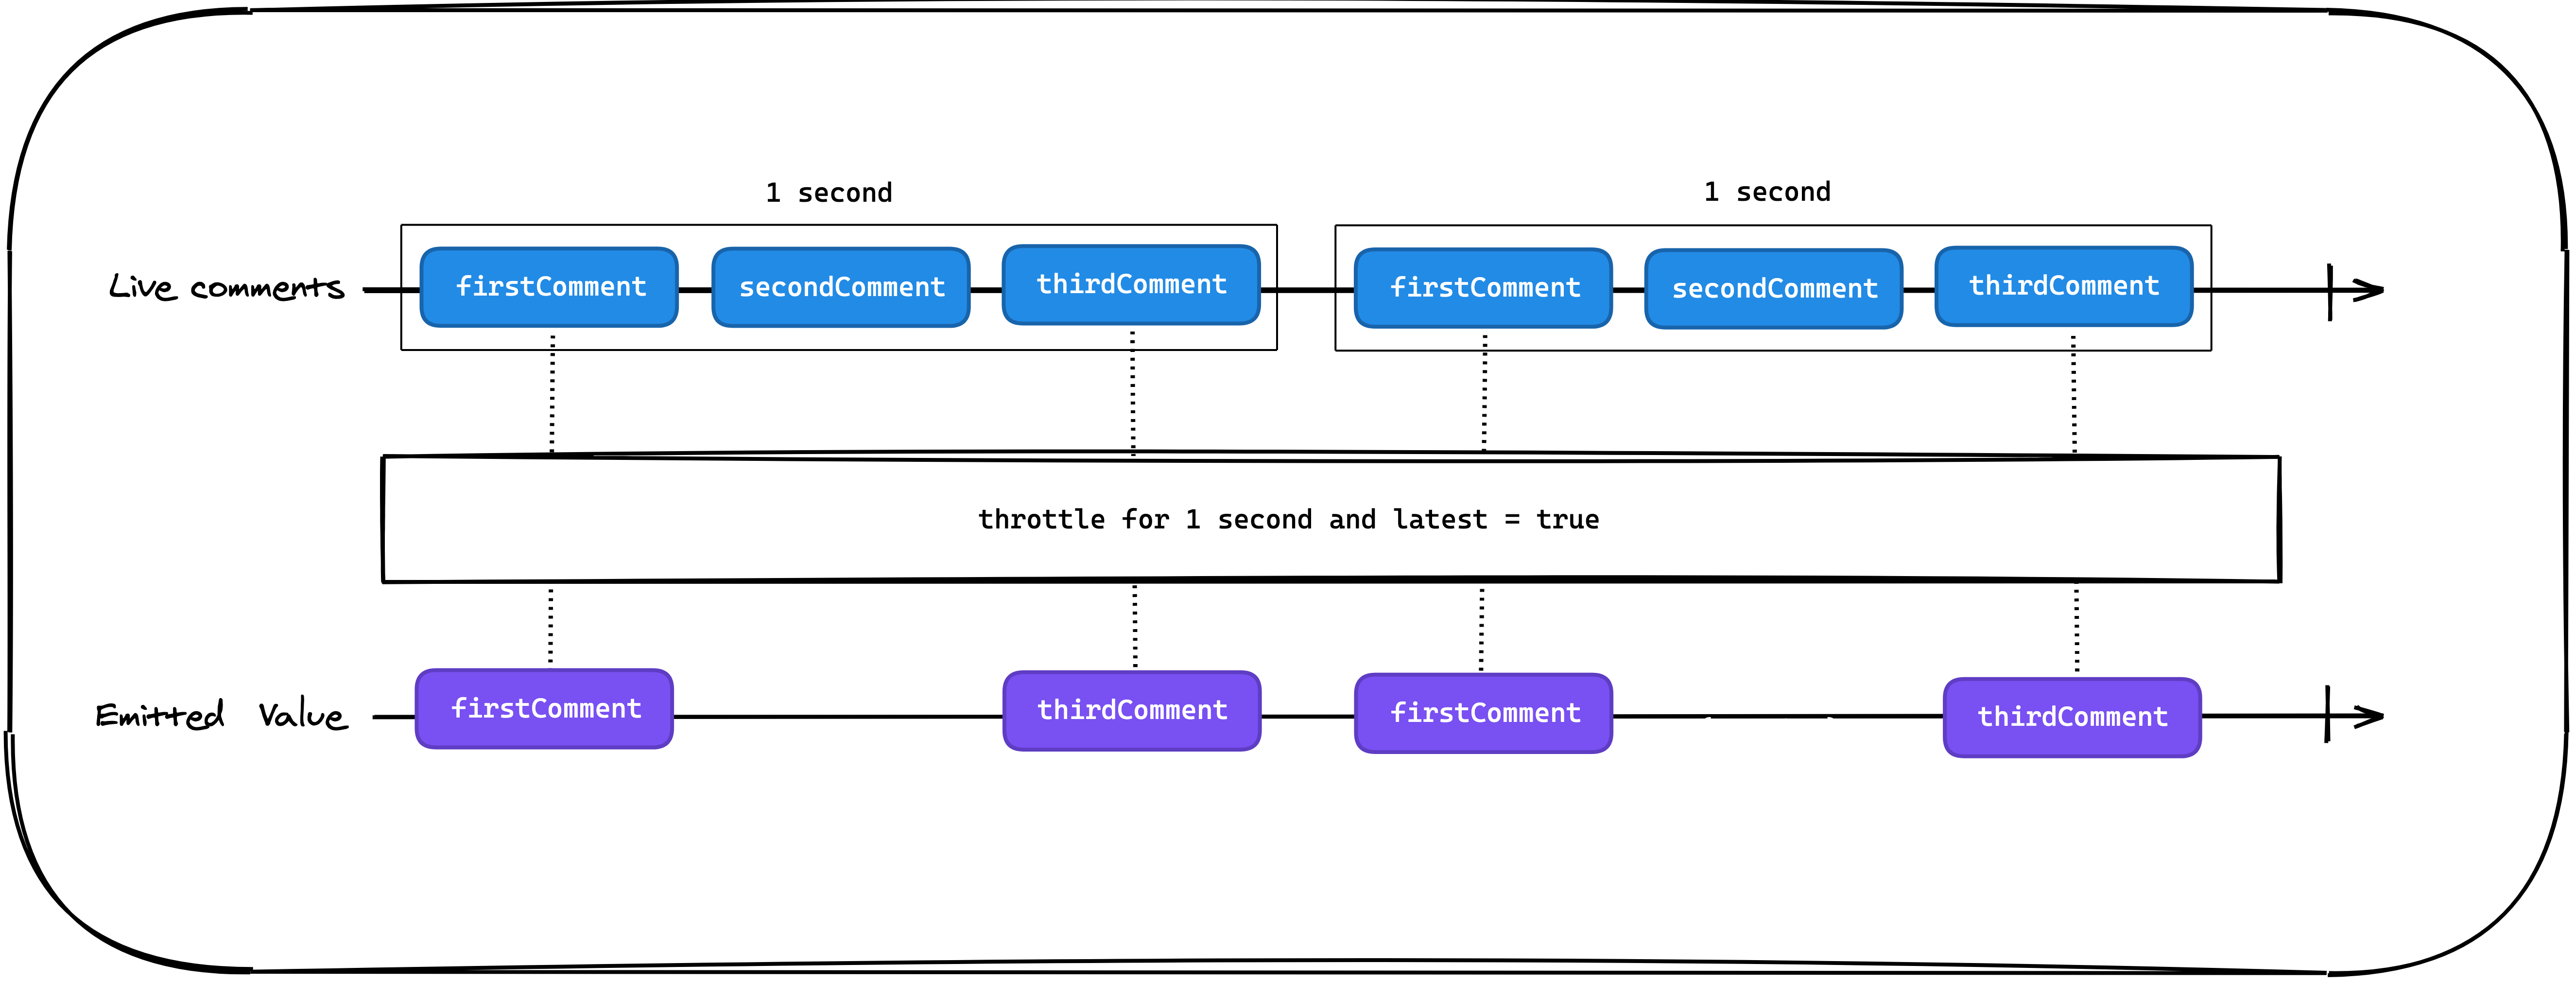 1 second 1 second
Live comments firstComment secondComment thirdComment firstComment secondComment thirdComment
throttle for 1 second and latest = true
Emitted Value firstComment thirdComment firstComment thirdComment